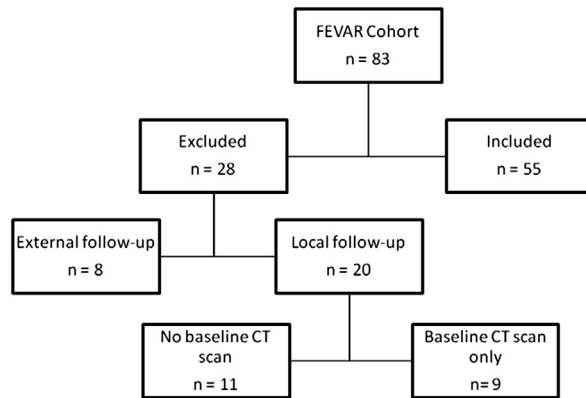 FEVAR Cohort
n = 83
Excluded
n = 28
Included
n = 55
External follow-up
n = 8
Local follow-up
n = 20
No baseline CT
scan
n = 11
Baseline CT scan
only
n = 9